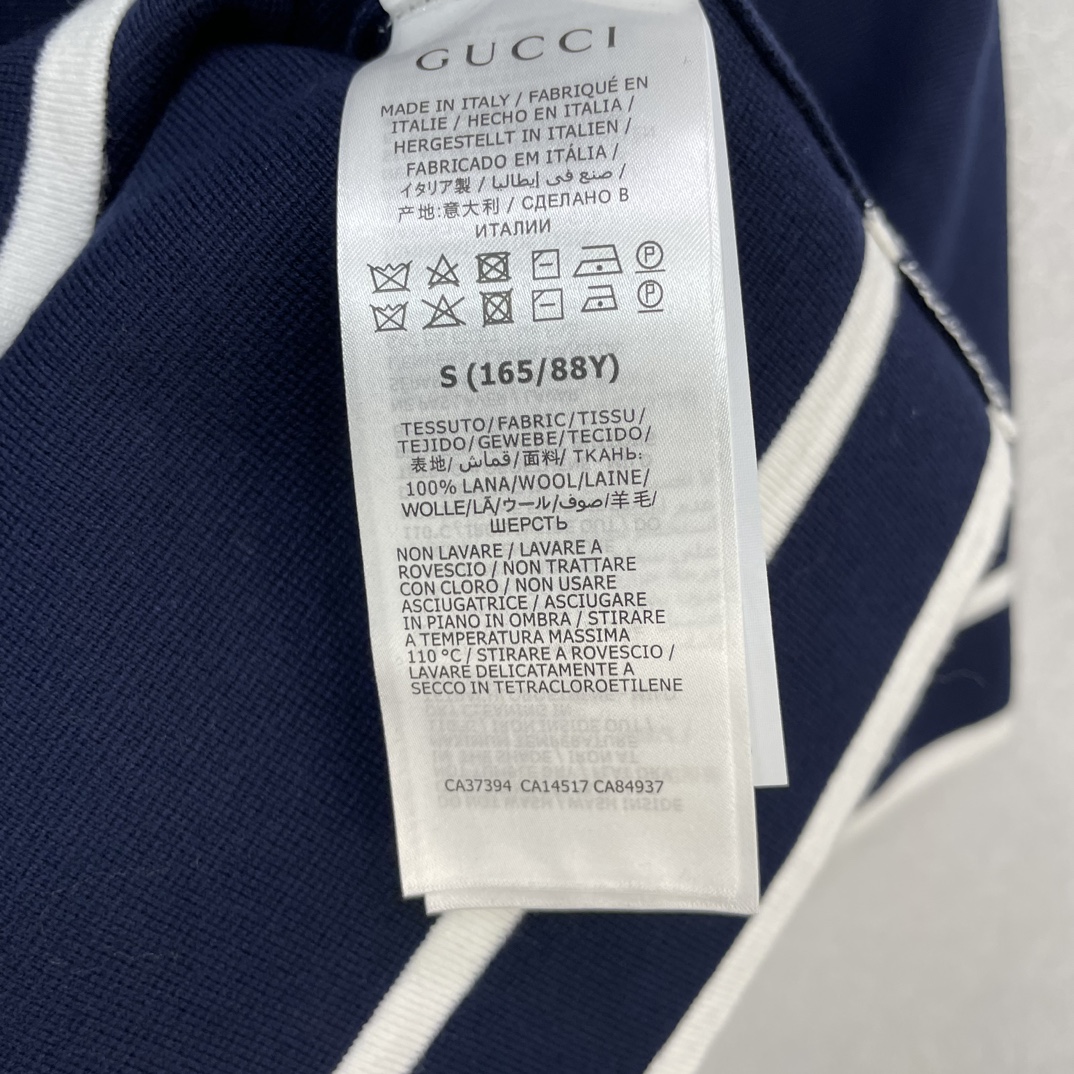 GUCCI
MADE IN ITALY / FABRIQUÉ EN
ITALIE / HECHO EN ITALIA /
HERGESTELLT IN ITALIEN /
FABRICADO EM ITÁLIA /
イタリア製 / صنع في إيطاليا /
产地:意大利 / СДЕЛАНО В
ИТАЛИИ
S (165/88Y)
TESSUTO/FABRIC/TISSU/
TEJIDO/GEWEBE/TECIDO/
表地/ قماش/面料/ ТКАНЬ:
100% LANA/WOOL/LAINE/
WOLLE/LÃ/ウール/صوف/羊毛/
ШЕРСТЬ
NON LAVARE / LAVARE A
ROVESCIO / NON TRATTARE
CON CLORO / NON USARE
ASCIUGATRICE / ASCIUGARE
IN PIANO IN OMBRA / STIRARE
A TEMPERATURA MASSIMA
110 °C / STIRARE A ROVESCIO /
LAVARE DELICATAMENTE A
SECCO IN TETRACLOROETILENE
CA37394 CA14517 CA84937